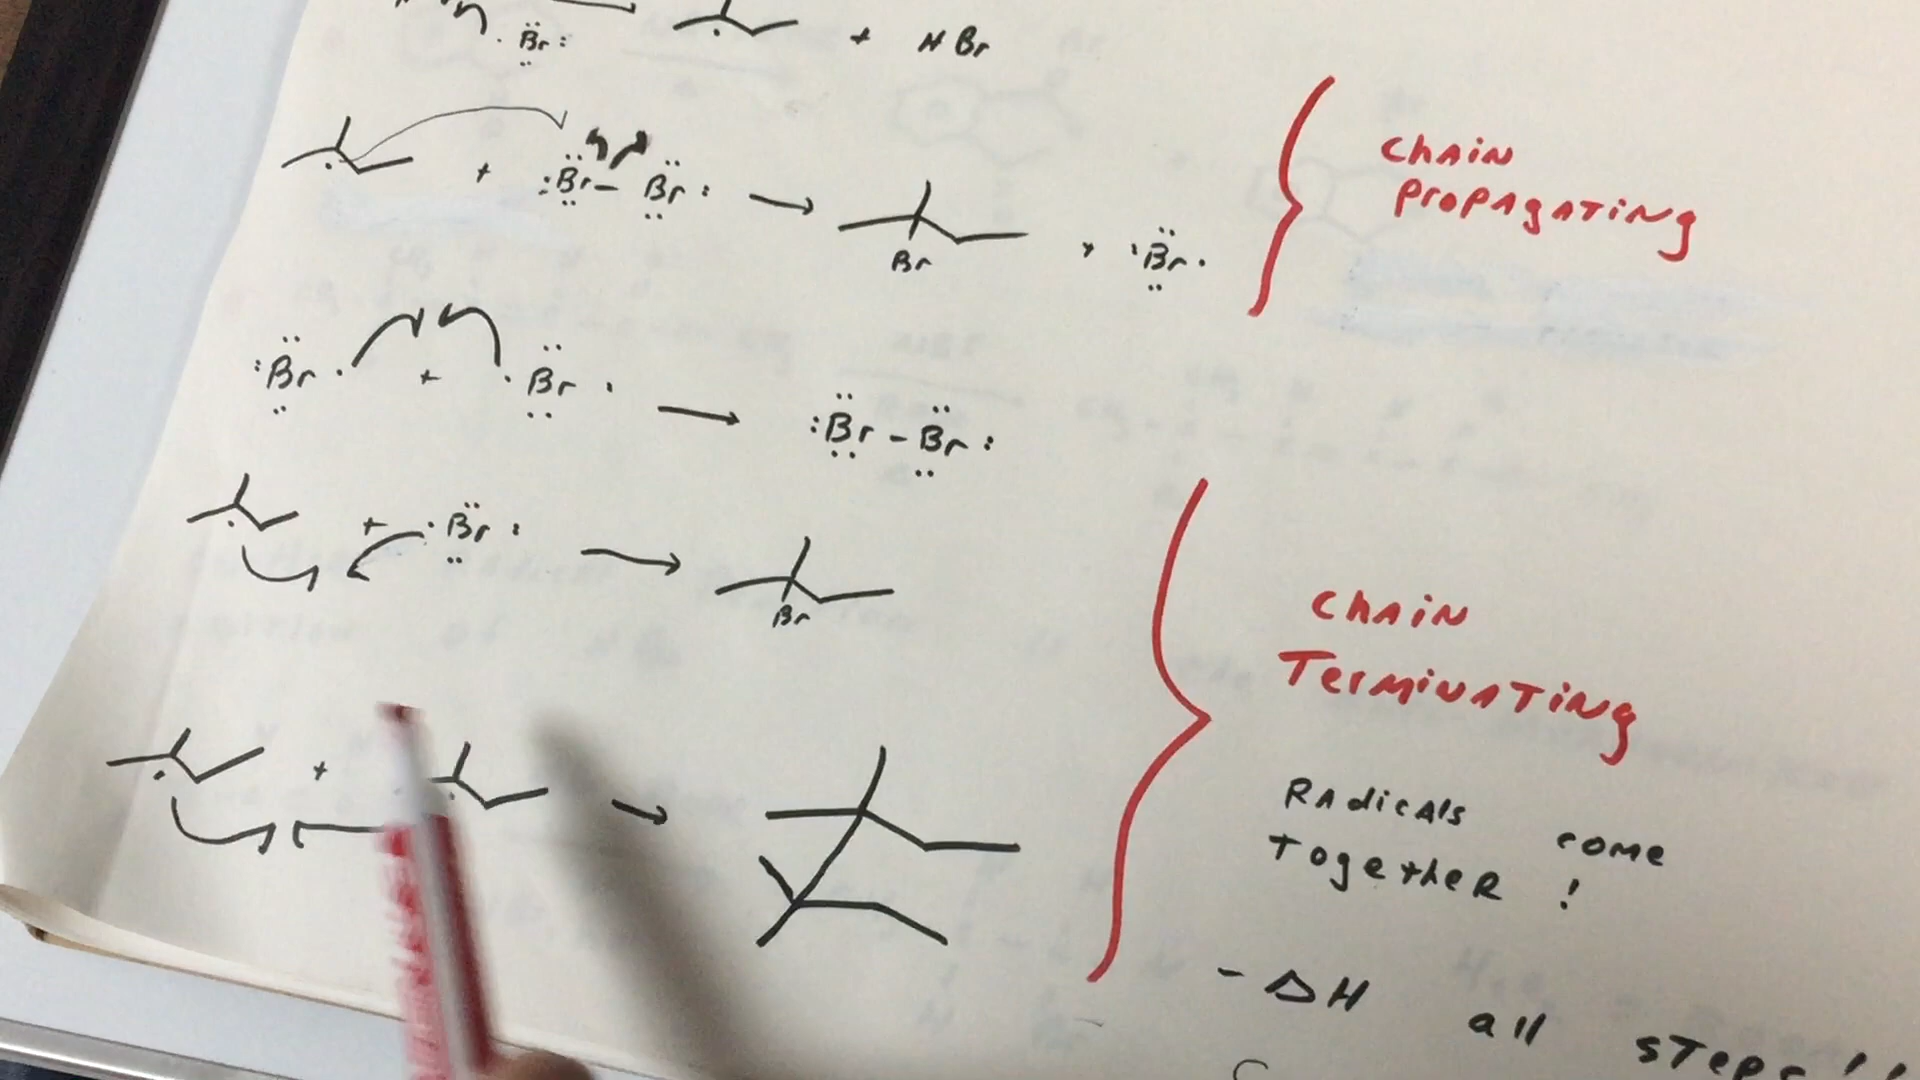 · Br : + HBr
+ :Br – Br: → + :Br·
Br
Chain
Propagating
:Br· + ·Br: → :Br – Br:
+ ·Br: →
Br
+ →
Chain
Terminating
Radicals come
together !
- ΔH all steps!!